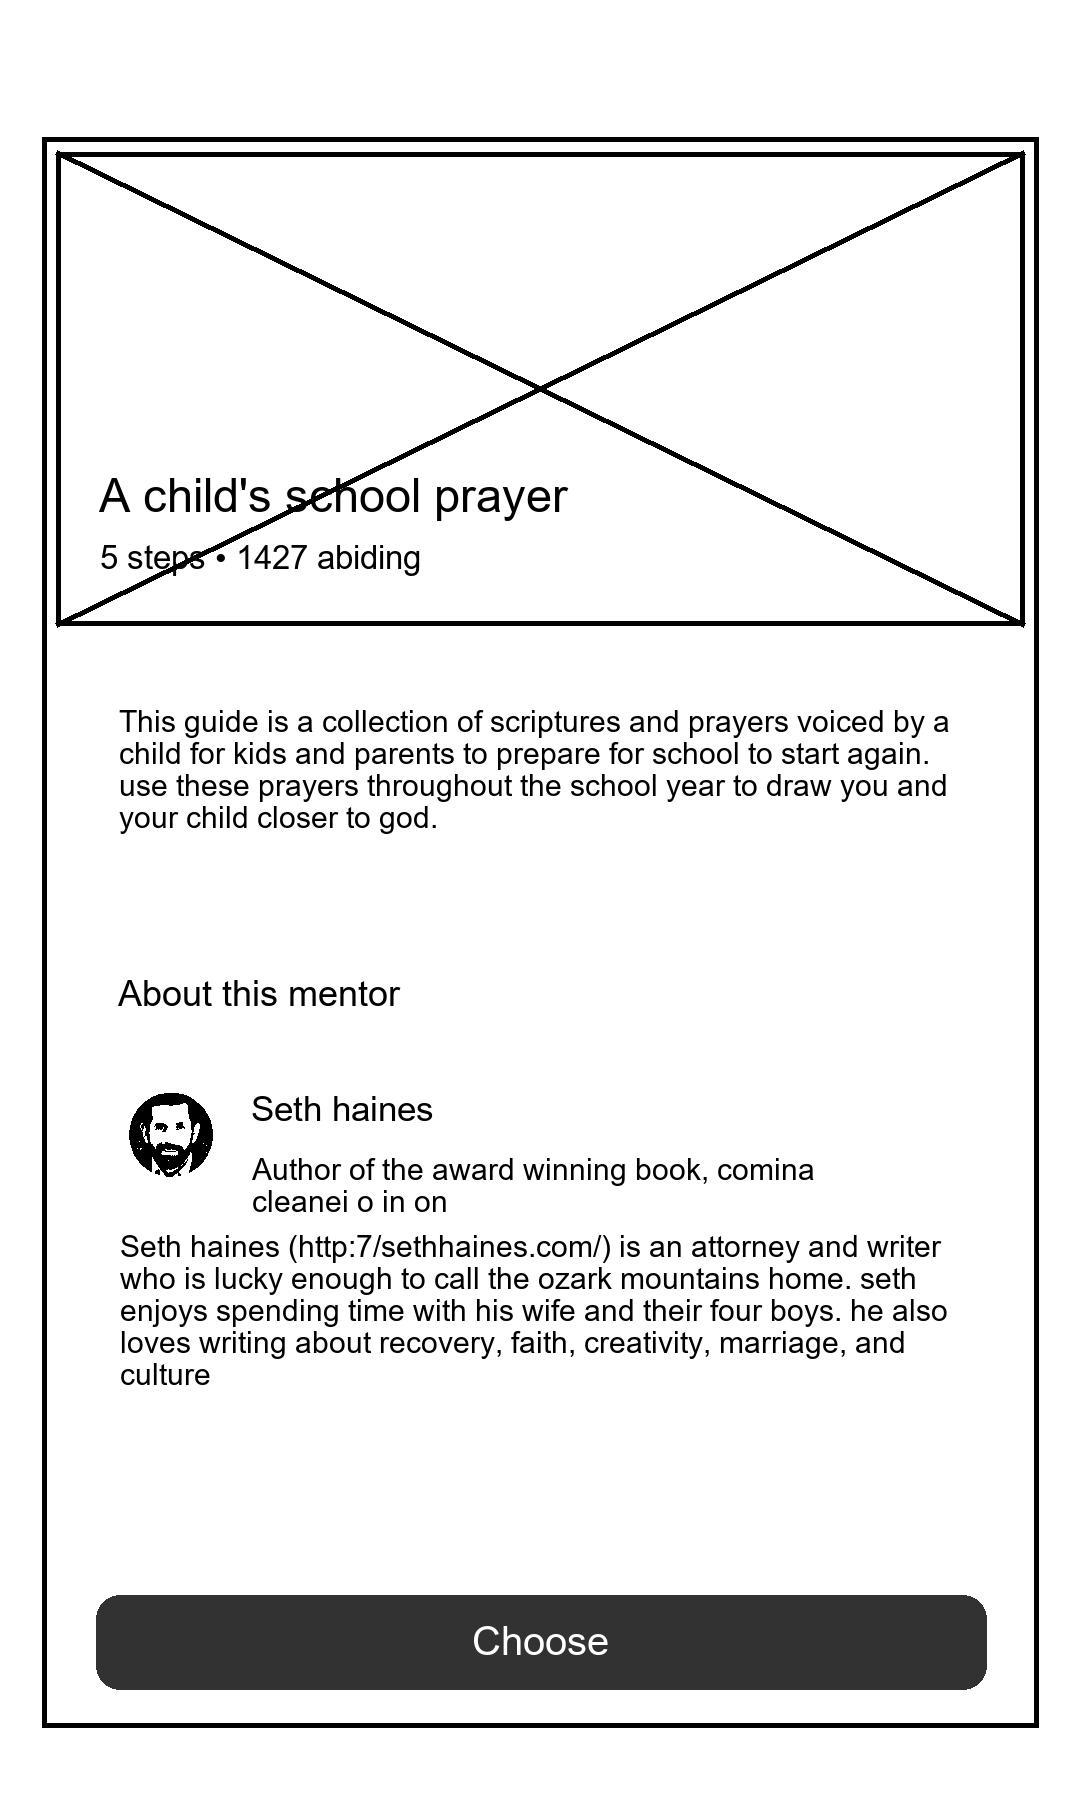 A child's school prayer
5 steps • 1427 abiding
This guide is a collection of scriptures and prayers voiced by a
child for kids and parents to prepare for school to start again.
use these prayers throughout the school year to draw you and
your child closer to god.
About this mentor
Seth haines
Author of the award winning book, comina
cleanei o in on
Seth haines (http:7/sethhaines.com/) is an attorney and writer
who is lucky enough to call the ozark mountains home. seth
enjoys spending time with his wife and their four boys. he also
loves writing about recovery, faith, creativity, marriage, and
culture
Choose